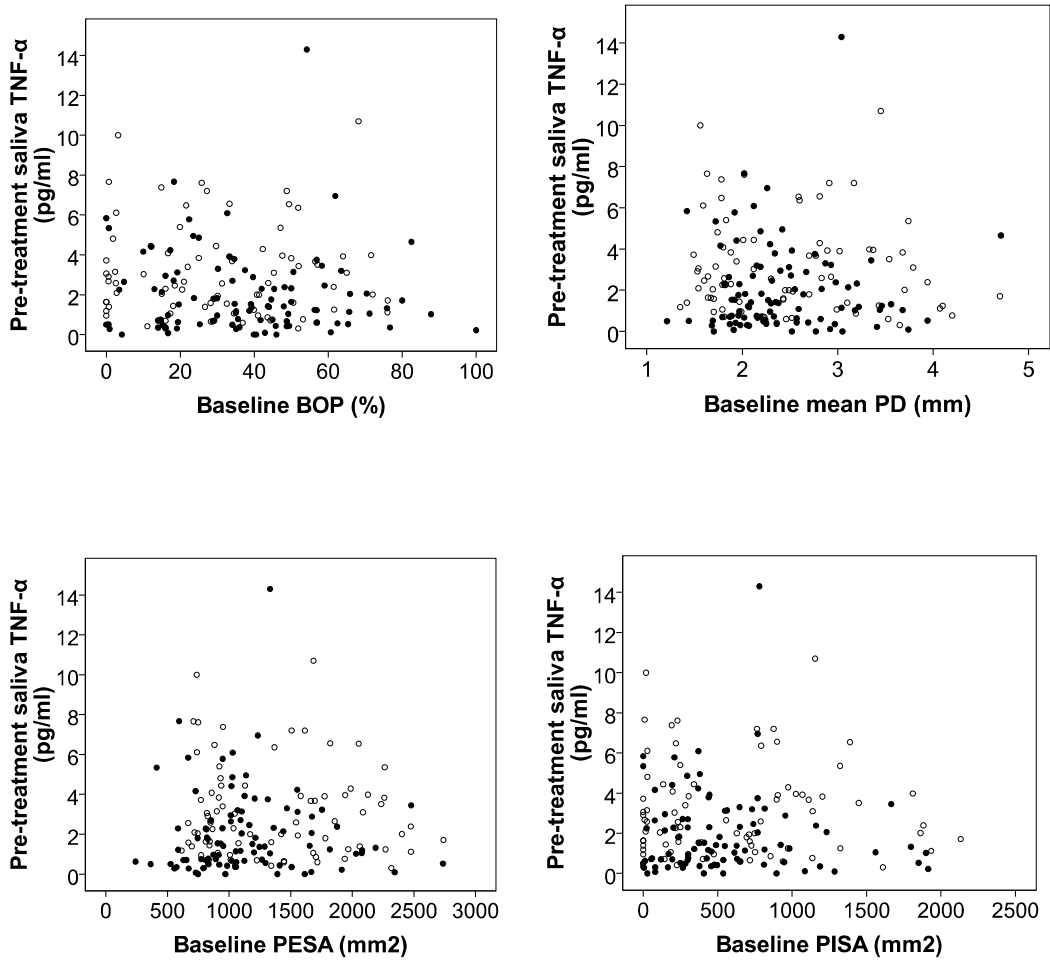 Pre-treatment saliva TNF-α
(pg/ml)
14
12
10
8
6
4
2
0
0 20 40 60 80 100
Baseline BOP (%)
Pre-treatment saliva TNF-α
(pg/ml)
14
12
10
8
6
4
2
0
1 2 3 4 5
Baseline mean PD (mm)
Pre-treatment saliva TNF-α
(pg/ml)
14
12
10
8
6
4
2
0
0 500 1000 1500 2000 2500 3000
Baseline PESA (mm2)
Pre-treatment saliva TNF-α
(pg/ml)
14
12
10
8
6
4
2
0
0 500 1000 1500 2000 2500
Baseline PISA (mm2)